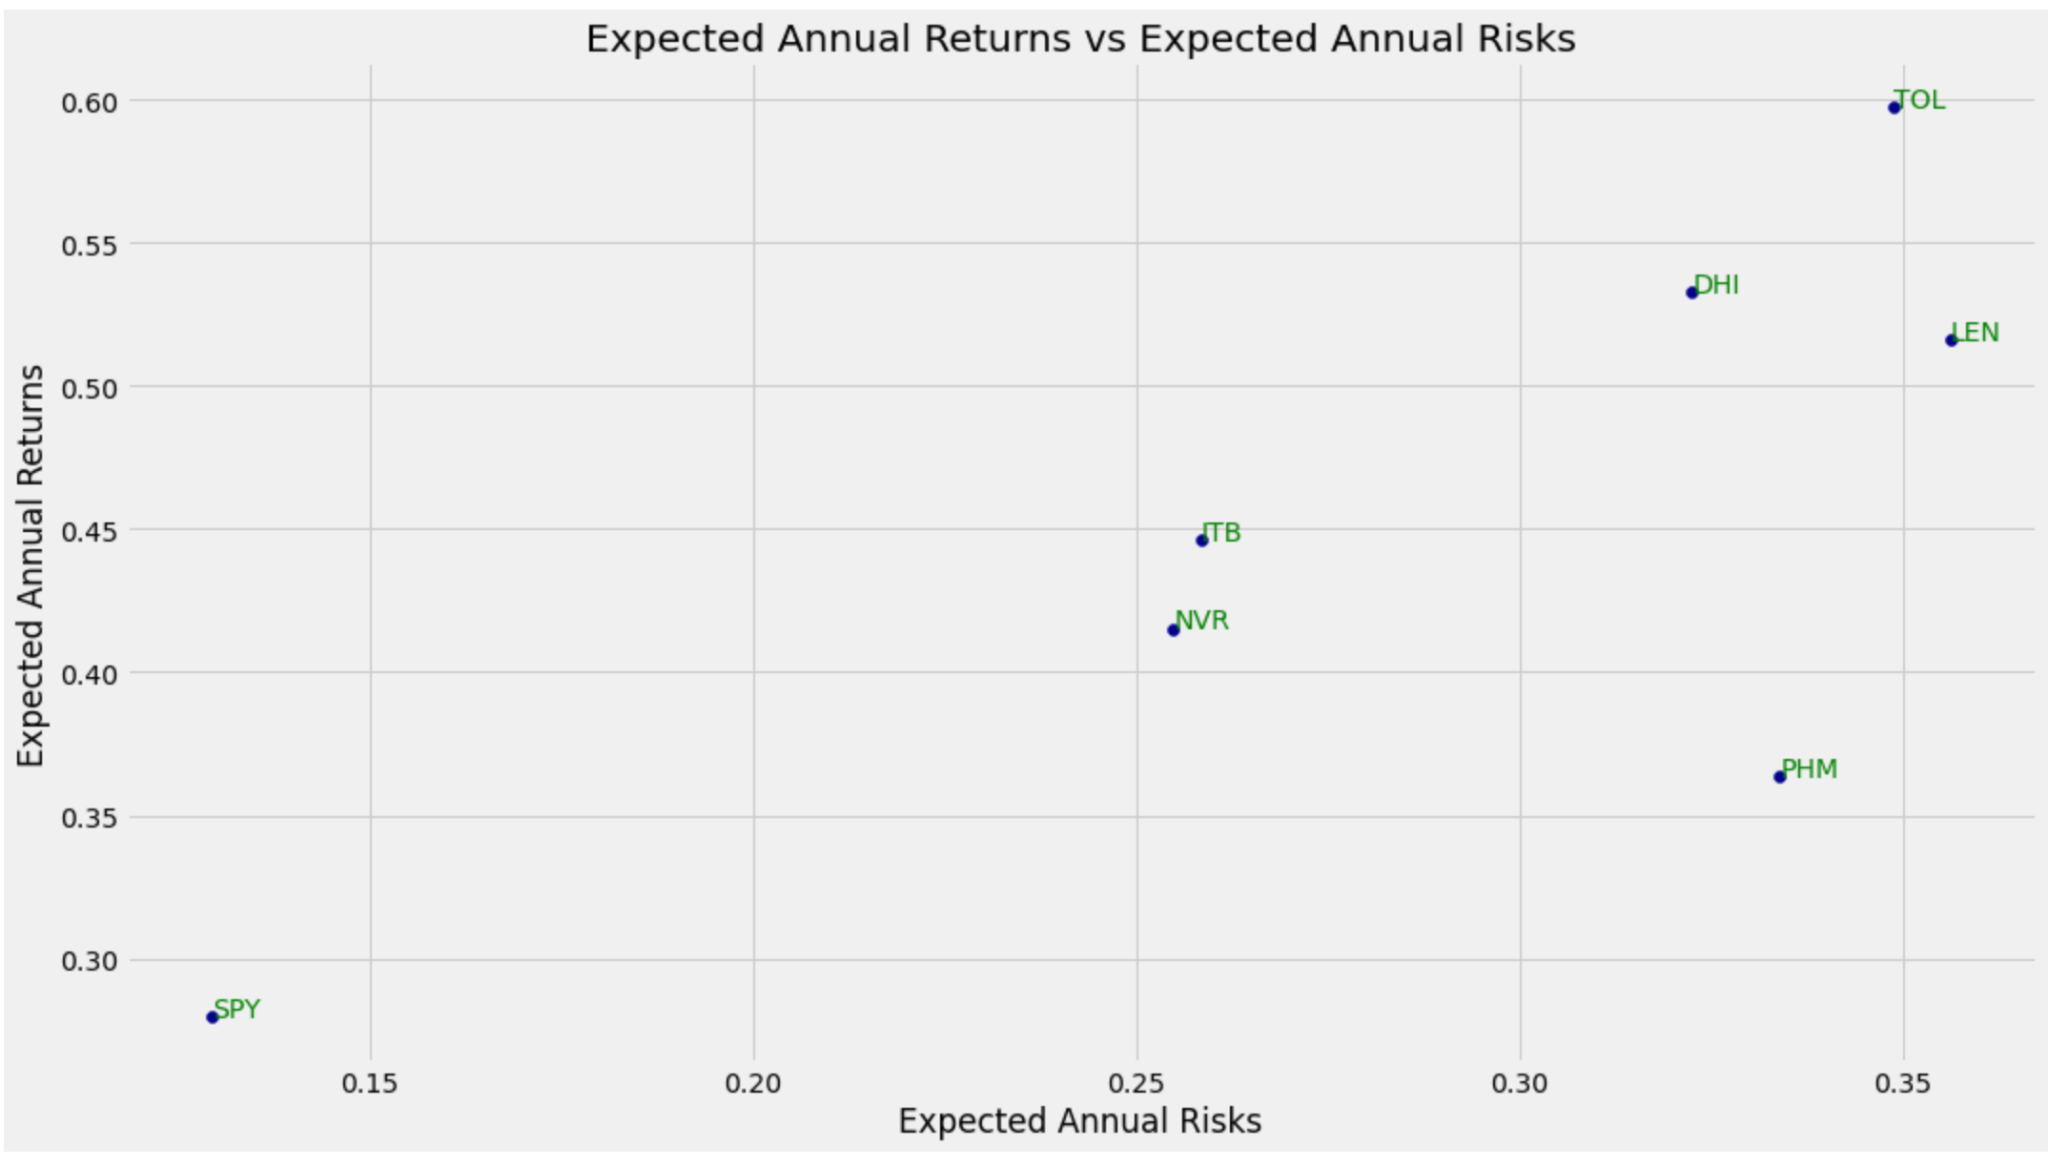 Expected Annual Returns vs Expected Annual Risks
0.60
TOL
0.55
DHI
LEN
0.50
0.45
ITB
NVR
0.40
PHM
0.35
0.30
SPY
Expected Annual Returns
0.15 0.20 0.25 0.30 0.35
Expected Annual Risks